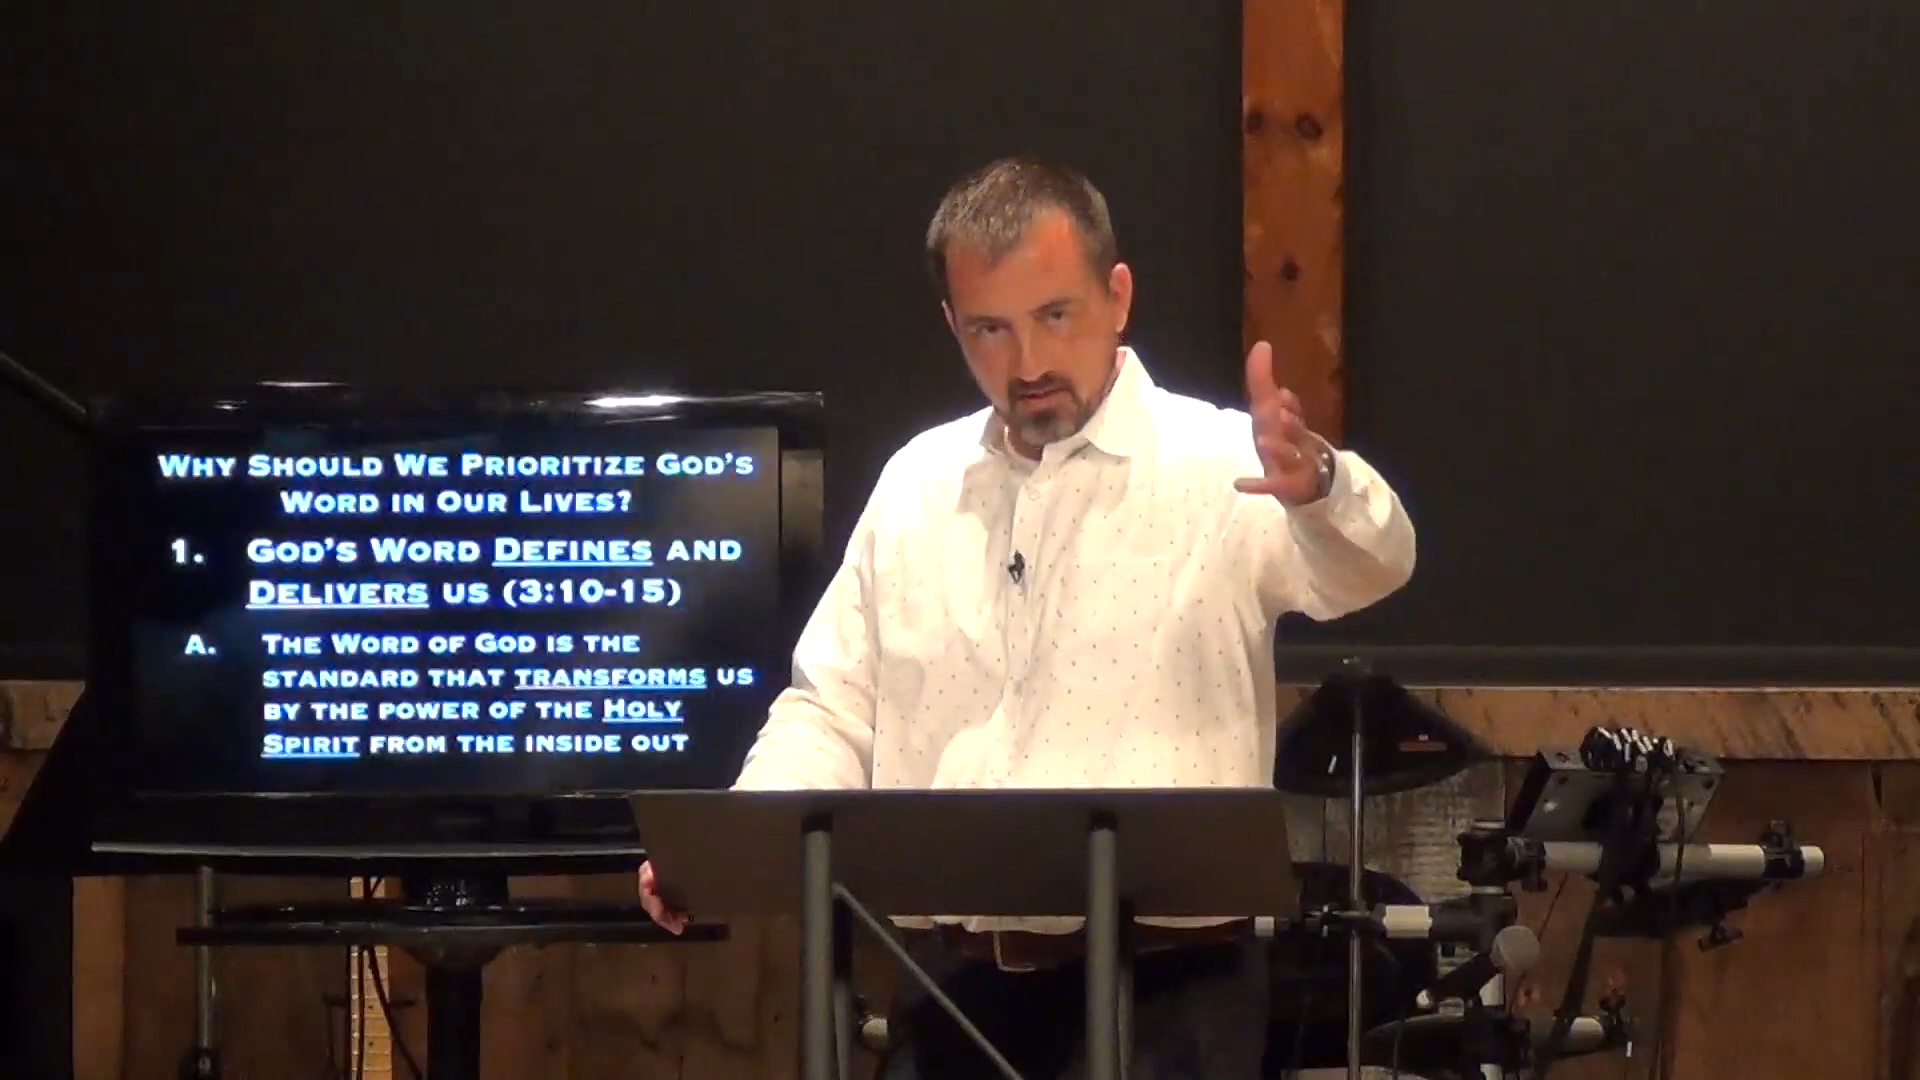 Why Should We Prioritize God's
Word in Our Lives?
1. God's Word Defines and
Delivers us (3:10-15)
A. The Word of God is the
standard that transforms us
by the power of the Holy
Spirit from the inside out